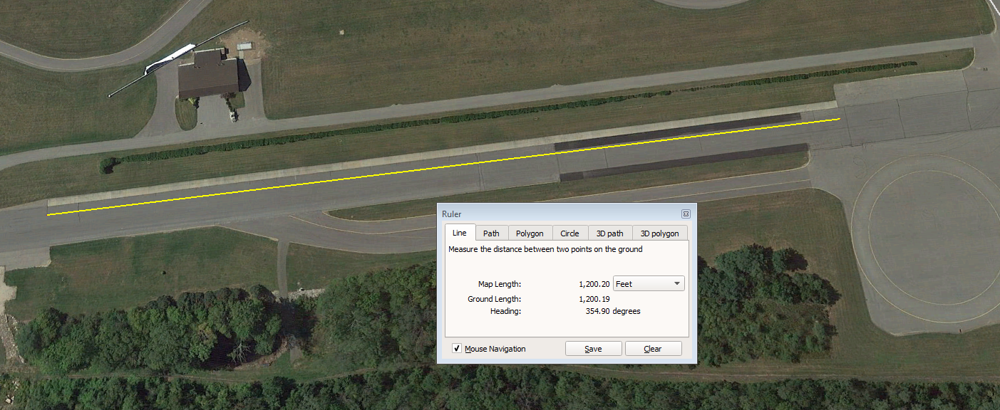 Ruler
Line Path Polygon Circle 3D path 3D polygon
Measure the distance between two points on the ground
Map Length: 1,200.20 Feet
Ground Length: 1,200.19
Heading: 354.90 degrees
Mouse Navigation Save Clear